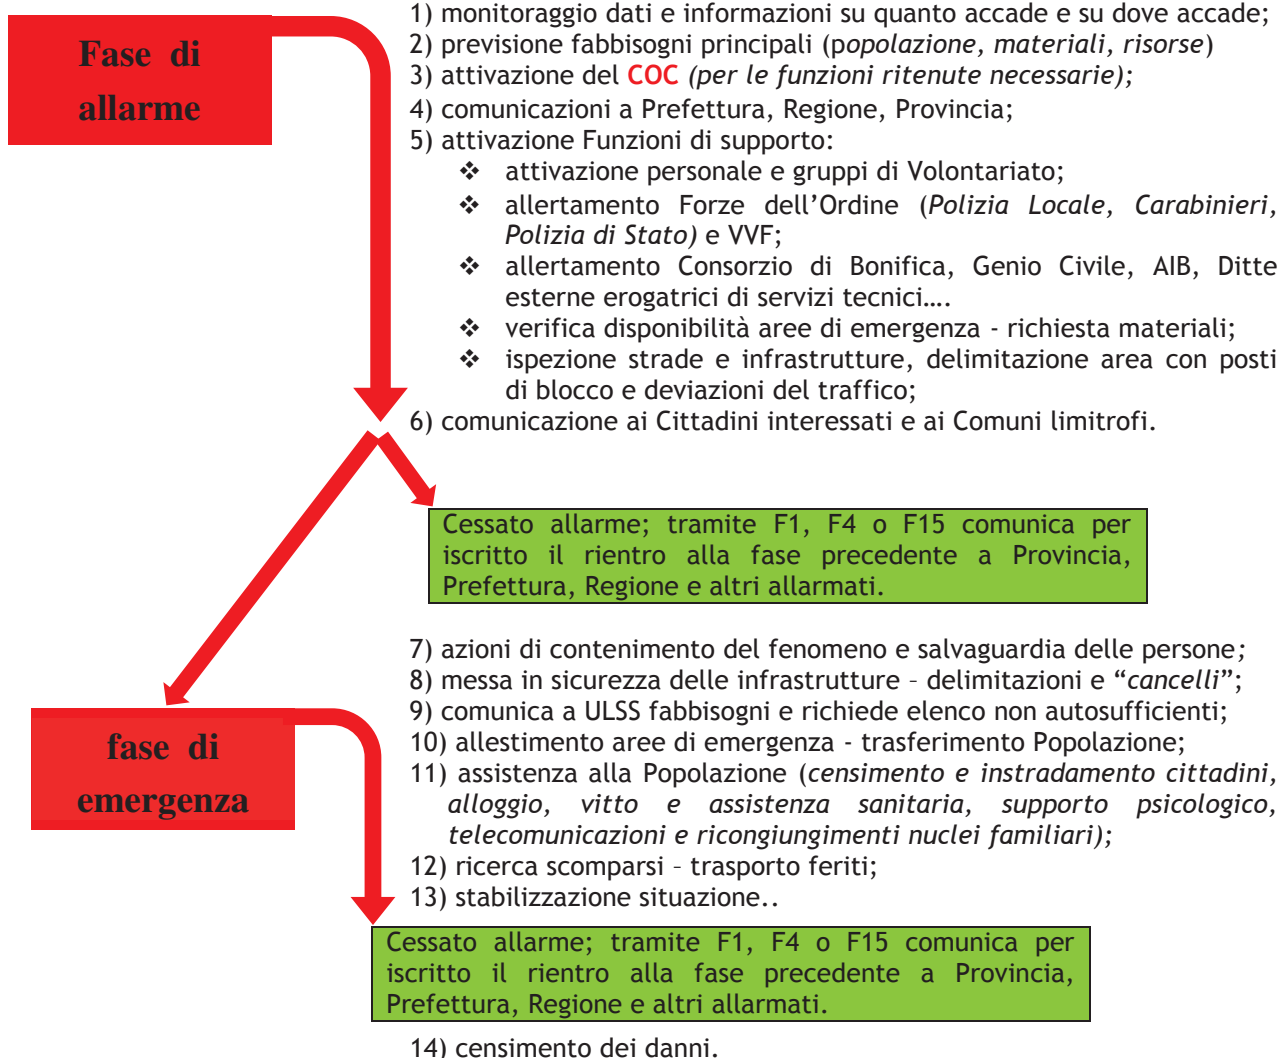 Fase di
allarme
1) monitoraggio dati e informazioni su quanto accade e su dove accade;
2) previsione fabbisogni principali (popolazione, materiali, risorse)
3) attivazione del COC (per le funzioni ritenute necessarie);
4) comunicazioni a Prefettura, Regione, Provincia;
5) attivazione Funzioni di supporto:
❖ attivazione personale e gruppi di Volontariato;
❖ allertamento Forze dell’Ordine (Polizia Locale, Carabinieri,
Polizia di Stato) e VVF;
❖ allertamento Consorzio di Bonifica, Genio Civile, AIB, Ditte
esterne erogatrici di servizi tecnici….
❖ verifica disponibilità aree di emergenza - richiesta materiali;
❖ ispezione strade e infrastrutture, delimitazione area con posti
di blocco e deviazioni del traffico;
6) comunicazione ai Cittadini interessati e ai Comuni limitrofi.
Cessato allarme; tramite F1, F4 o F15 comunica per
iscritto il rientro alla fase precedente a Provincia,
Prefettura, Regione e altri allarmati.
fase di
emergenza
7) azioni di contenimento del fenomeno e salvaguardia delle persone;
8) messa in sicurezza delle infrastrutture – delimitazioni e “cancelli”;
9) comunica a ULSS fabbisogni e richiede elenco non autosufficienti;
10) allestimento aree di emergenza - trasferimento Popolazione;
11) assistenza alla Popolazione (censimento e instradamento cittadini,
alloggio, vitto e assistenza sanitaria, supporto psicologico,
telecomunicazioni e ricongiungimenti nuclei familiari);
12) ricerca scomparsi – trasporto feriti;
13) stabilizzazione situazione..
Cessato allarme; tramite F1, F4 o F15 comunica per
iscritto il rientro alla fase precedente a Provincia,
Prefettura, Regione e altri allarmati.
14) censimento dei danni.